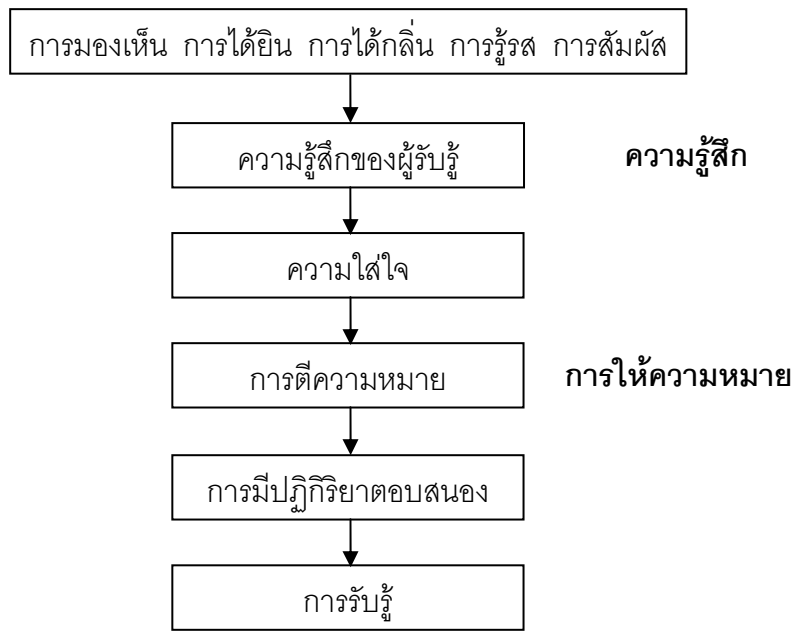 การมองเห็น การได้ยิน การได้กลิ่น การรู้รส การสัมผัส
ความรู้สึกของผู้รับรู้
ความรู้สึก
ความใส่ใจ
การตีความหมาย
การให้ความหมาย
การมีปฏิกิริยาตอบสนอง
การรับรู้